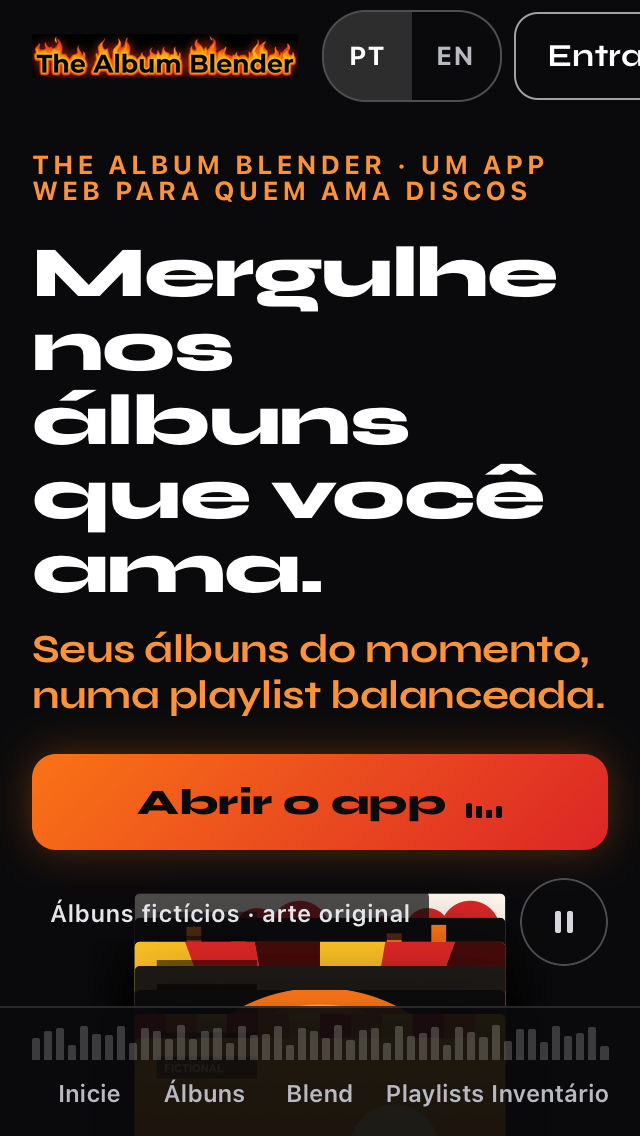 The Album Blender
PT EN
Entra
THE ALBUM BLENDER · UM APP
WEB PARA QUEM AMA DISCOS
Mergulhe
nos
álbuns
que você
ama.
Seus álbuns do momento,
numa playlist balanceada.
Abrir o app
Álbuns fictícios · arte original
FICTIONAL
Inicie Álbuns Blend Playlists Inventário